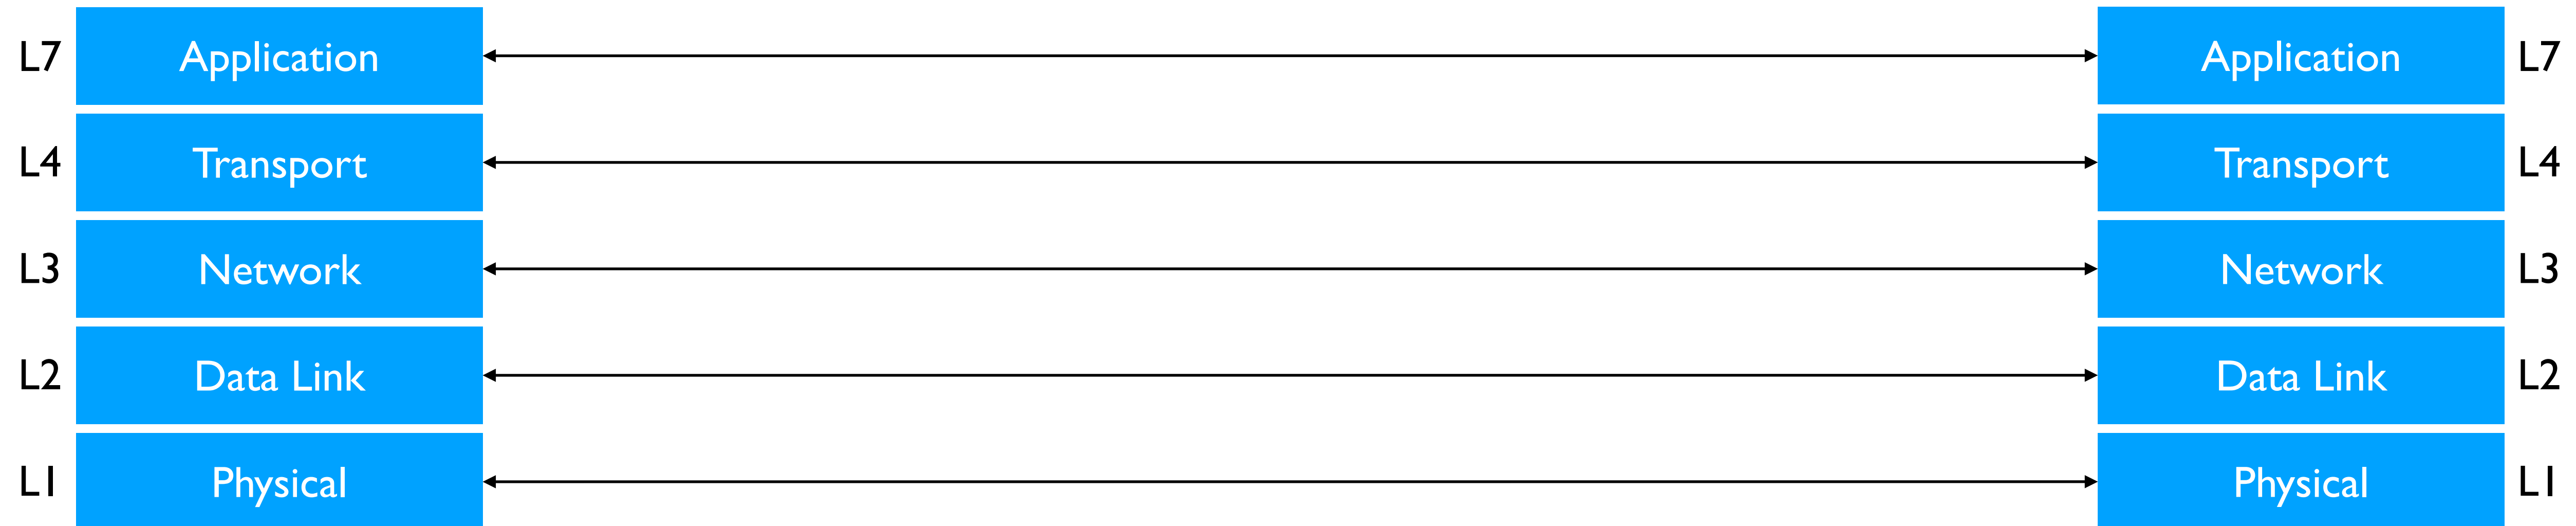 L7 Application Application L7
L4 Transport Transport L4
L3 Network Network L3
L2 Data Link Data Link L2
L1 Physical Physical L1